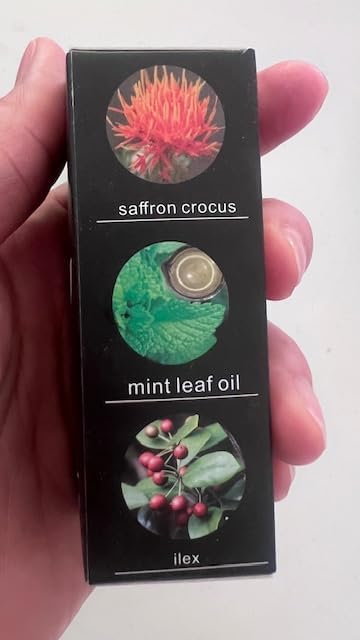 saffron crocus
mint leaf oil
ilex